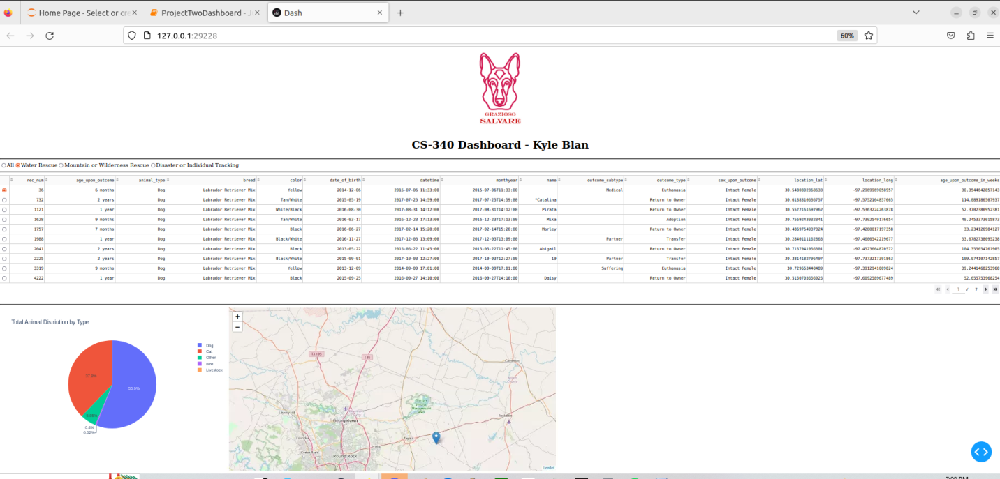 Home Page - Select or cre × ProjectTwoDashboard - J × Dash × +
127.0.0.1:29228 60%
GRAZIOSO
SALVARE
CS-340 Dashboard - Kyle Blan
All Water Rescue Mountain or Wilderness Rescue Disaster or Individual Tracking
rec_num age_upon_outcome animal_type breed color date_of_birth datetime monthyear name outcome_subtype outcome_type sex_upon_outcome location_lat location_long age_upon_outcome_in_weeks
36 6 months Dog Labrador Retriever Mix Yellow 2014-12-06 2015-07-06 11:33:00 2015-07-06T11:33:00 Medical Euthanasia Intact Female 30.5480802368633 -97.2969969058957 30.3544642857143
732 2 years Dog Labrador Retriever Mix Tan/White 2015-05-19 2017-07-25 14:59:00 2017-07-25T14:59:00 *Catalina Return to Owner Intact Female 30.6138310636757 -97.5752164857665 114.089186507937
1121 1 year Dog Labrador Retriever Mix White/Black 2016-08-30 2017-08-31 14:12:00 2017-08-31T14:12:00 Pirata Return to Owner Intact Female 30.5572161697962 -97.5363224263878 52.3702380952381
1628 9 months Dog Labrador Retriever Mix Tan/White 2016-03-17 2016-12-23 17:13:00 2016-12-23T17:13:00 Mika Adoption Intact Female 30.7569243032341 -97.7392549176654 40.2453373015873
1757 7 months Dog Labrador Retriever Mix Black 2016-06-27 2017-02-14 15:20:00 2017-02-14T15:20:00 Marley Return to Owner Intact Female 30.4869754937324 -97.4280017197358 33.234126984127
1988 1 year Dog Labrador Retriever Mix Black/White 2016-11-27 2017-12-03 13:09:00 2017-12-03T13:09:00 Partner Transfer Intact Female 30.2840111162863 -97.4600542219677 53.0782738095238
2041 2 years Dog Labrador Retriever Mix Black 2013-05-22 2015-05-22 11:45:00 2015-05-22T11:45:00 Abigail Return to Owner Intact Female 30.7157941956301 -97.4523664870572 104.355654761905
2225 2 years Dog Labrador Retriever Mix Black/White 2015-09-01 2017-10-03 12:27:00 2017-10-03T12:27:00 19 Partner Transfer Intact Female 30.3814182796497 -97.7373217391863 109.074107142857
3319 9 months Dog Labrador Retriever Mix Yellow 2013-12-09 2014-09-09 17:01:00 2014-09-09T17:01:00 Suffering Euthanasia Intact Female 30.729653440489 -97.3912941009824 39.2441468253968
4222 1 year Dog Labrador Retriever Mix Black 2015-09-25 2016-09-27 14:10:00 2016-09-27T14:10:00 Daisy Return to Owner Intact Female 30.5150703656925 -97.6092589677489 52.655753968254
« ‹ 1 / 7 › »
Total Animal Distriution by Type
Dog
Cat
Other
Bird
Livestock
37.8%
55.9%
5.89%
0.4%
0.02%
+
−
TX 195
I 35
Cameron
Milam County
Liberty Hill
Georgetown
Rockdale
Leander
Taylor
Hutto
Cedar Park
Round Rock
Leaflet
7:00 PM